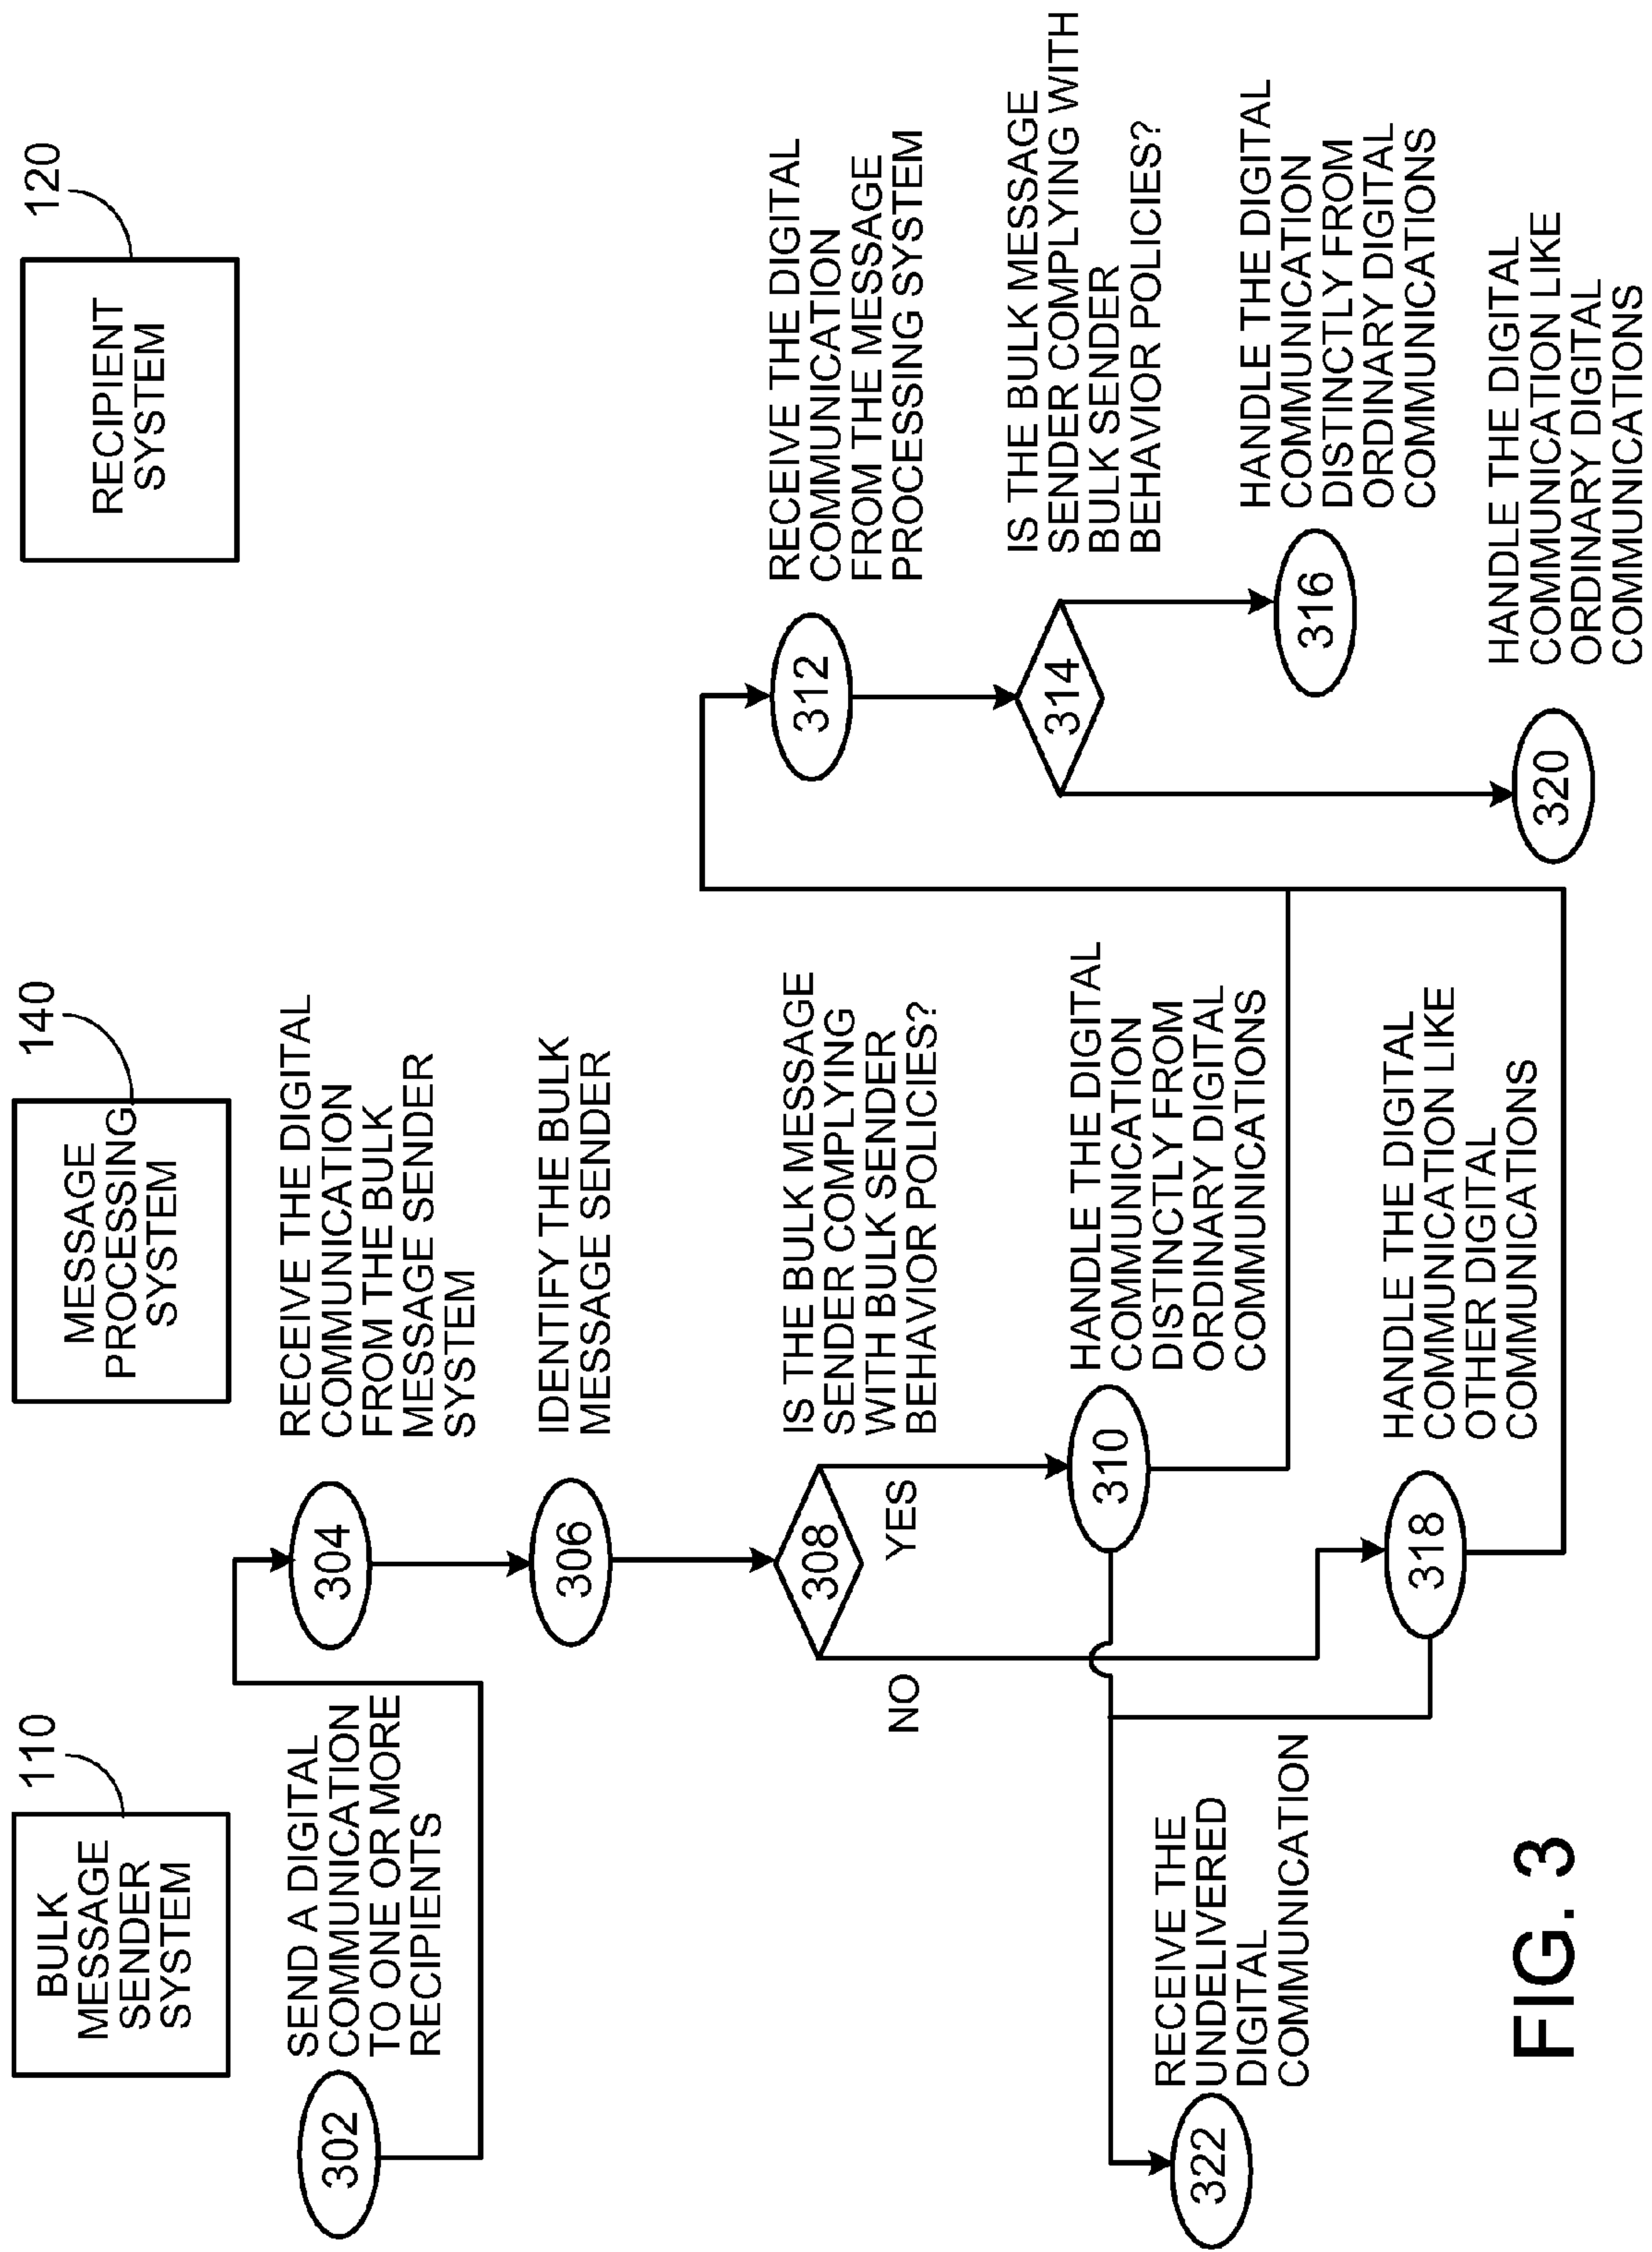 BULK
MESSAGE
SENDER
SYSTEM
110
MESSAGE
PROCESSING
SYSTEM
140
RECIPIENT
SYSTEM
120
302
SEND A DIGITAL
COMMUNICATION
TO ONE OR MORE
RECIPIENTS
304
RECEIVE THE DIGITAL
COMMUNICATION
FROM THE BULK
MESSAGE SENDER
SYSTEM
306
IDENTIFY THE BULK
MESSAGE SENDER
308
IS THE BULK MESSAGE
SENDER COMPLYING
WITH BULK SENDER
BEHAVIOR POLICIES?
NO
YES
310
HANDLE THE DIGITAL
COMMUNICATION
DISTINCTLY FROM
ORDINARY DIGITAL
COMMUNICATIONS
318
HANDLE THE DIGITAL
COMMUNICATION LIKE
OTHER DIGITAL
COMMUNICATIONS
322
RECEIVE THE
UNDELIVERED
DIGITAL
COMMUNICATION
312
RECEIVE THE DIGITAL
COMMUNICATION
FROM THE MESSAGE
PROCESSING SYSTEM
314
IS THE BULK MESSAGE
SENDER COMPLYING WITH
BULK SENDER
BEHAVIOR POLICIES?
316
HANDLE THE DIGITAL
COMMUNICATION
DISTINCTLY FROM
ORDINARY DIGITAL
COMMUNICATIONS
320
HANDLE THE DIGITAL
COMMUNICATION LIKE
ORDINARY DIGITAL
COMMUNICATIONS
FIG. 3